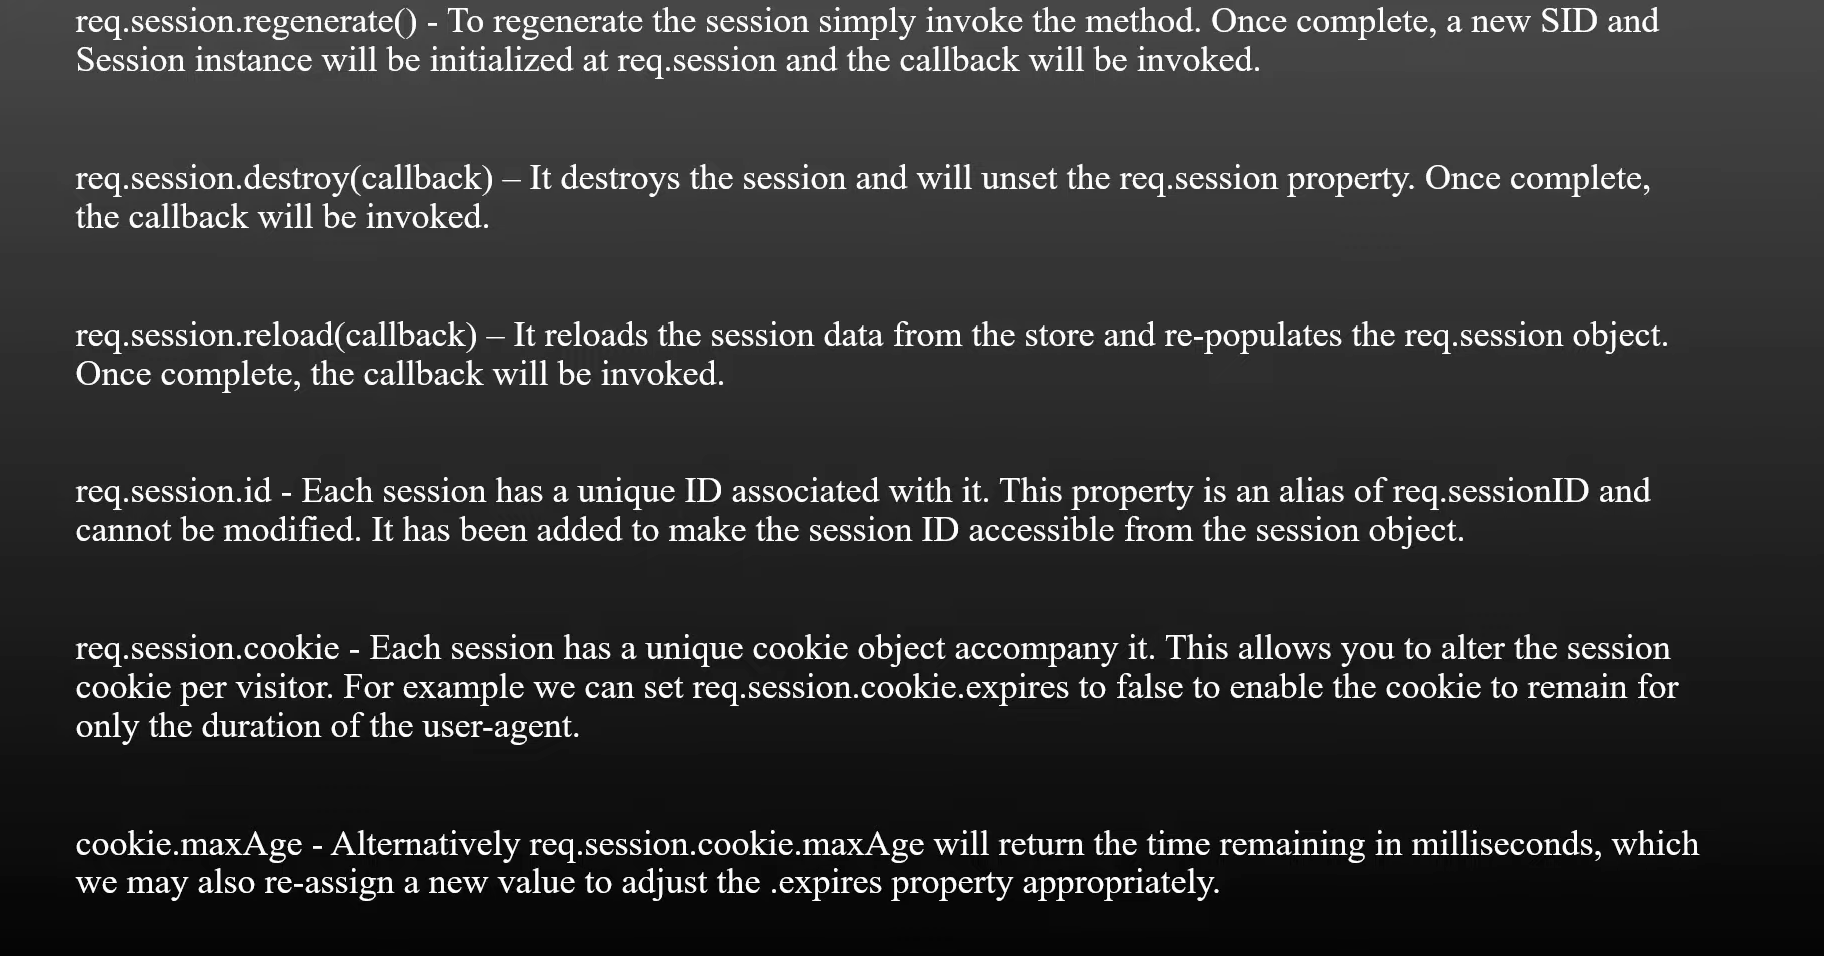 req.session.regenerate() - To regenerate the session simply invoke the method. Once complete, a new SID and
Session instance will be initialized at req.session and the callback will be invoked.
req.session.destroy(callback) – It destroys the session and will unset the req.session property. Once complete,
the callback will be invoked.
req.session.reload(callback) – It reloads the session data from the store and re-populates the req.session object.
Once complete, the callback will be invoked.
req.session.id - Each session has a unique ID associated with it. This property is an alias of req.sessionID and
cannot be modified. It has been added to make the session ID accessible from the session object.
req.session.cookie - Each session has a unique cookie object accompany it. This allows you to alter the session
cookie per visitor. For example we can set req.session.cookie.expires to false to enable the cookie to remain for
only the duration of the user-agent.
cookie.maxAge - Alternatively req.session.cookie.maxAge will return the time remaining in milliseconds, which
we may also re-assign a new value to adjust the .expires property appropriately.